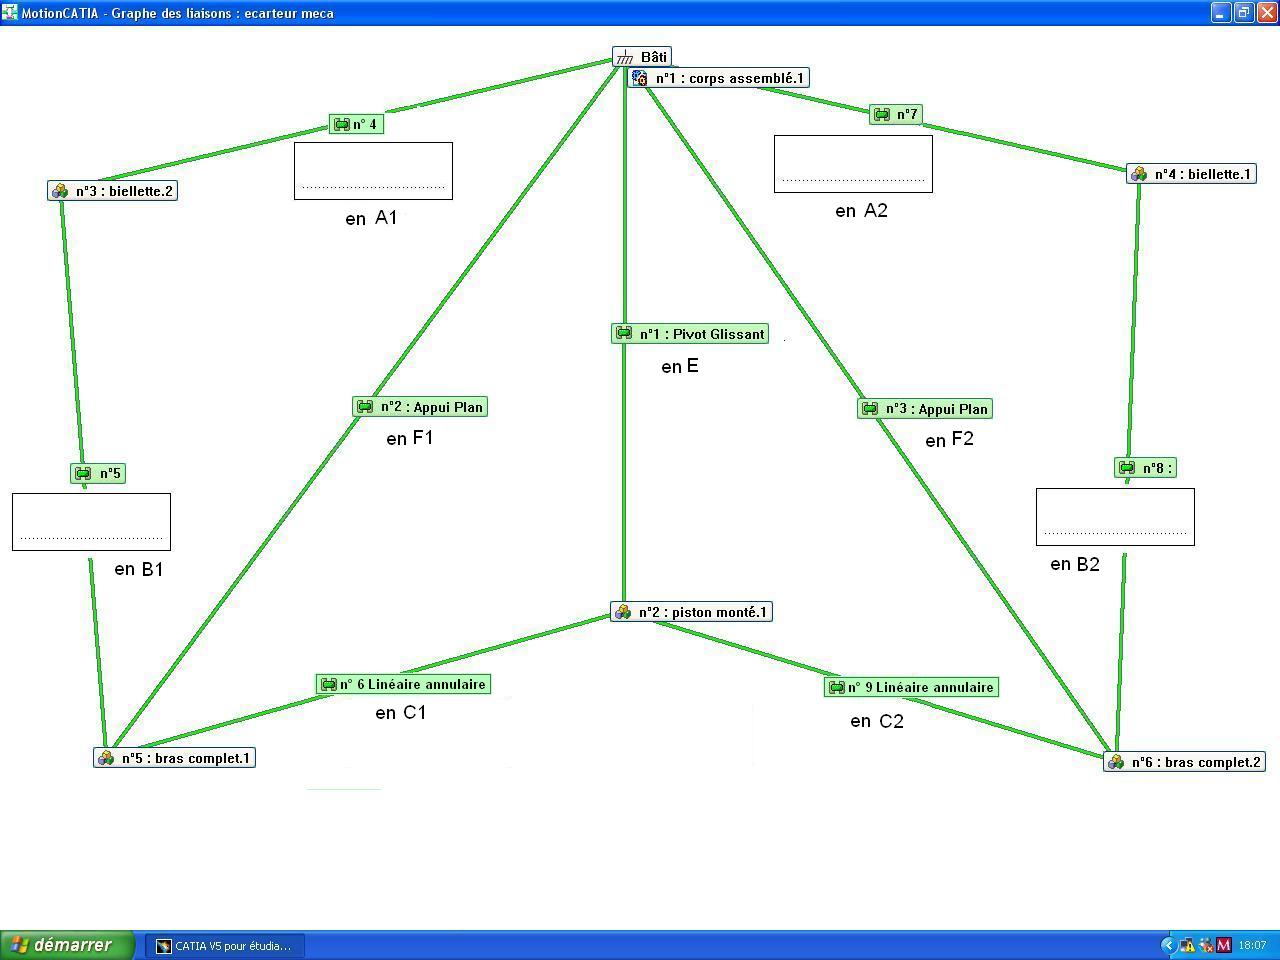 MotionCATIA - Graphe des liaisons : ecarteur meca
Bâti
n°1 : corps assemblé.1
n°7
n° 4
n°3 : biellette.2
n°4 : biellette.1
en A1
en A2
n°1 : Pivot Glissant
en E
n°2 : Appui Plan
n°3 : Appui Plan
en F1
en F2
n°5
n°8 :
en B1
en B2
n°2 : piston monté.1
n° 6 Linéaire annulaire
n° 9 Linéaire annulaire
en C1
en C2
n°5 : bras complet.1
n°6 : bras complet.2
démarrer
CATIA V5 pour étudia...
18:07